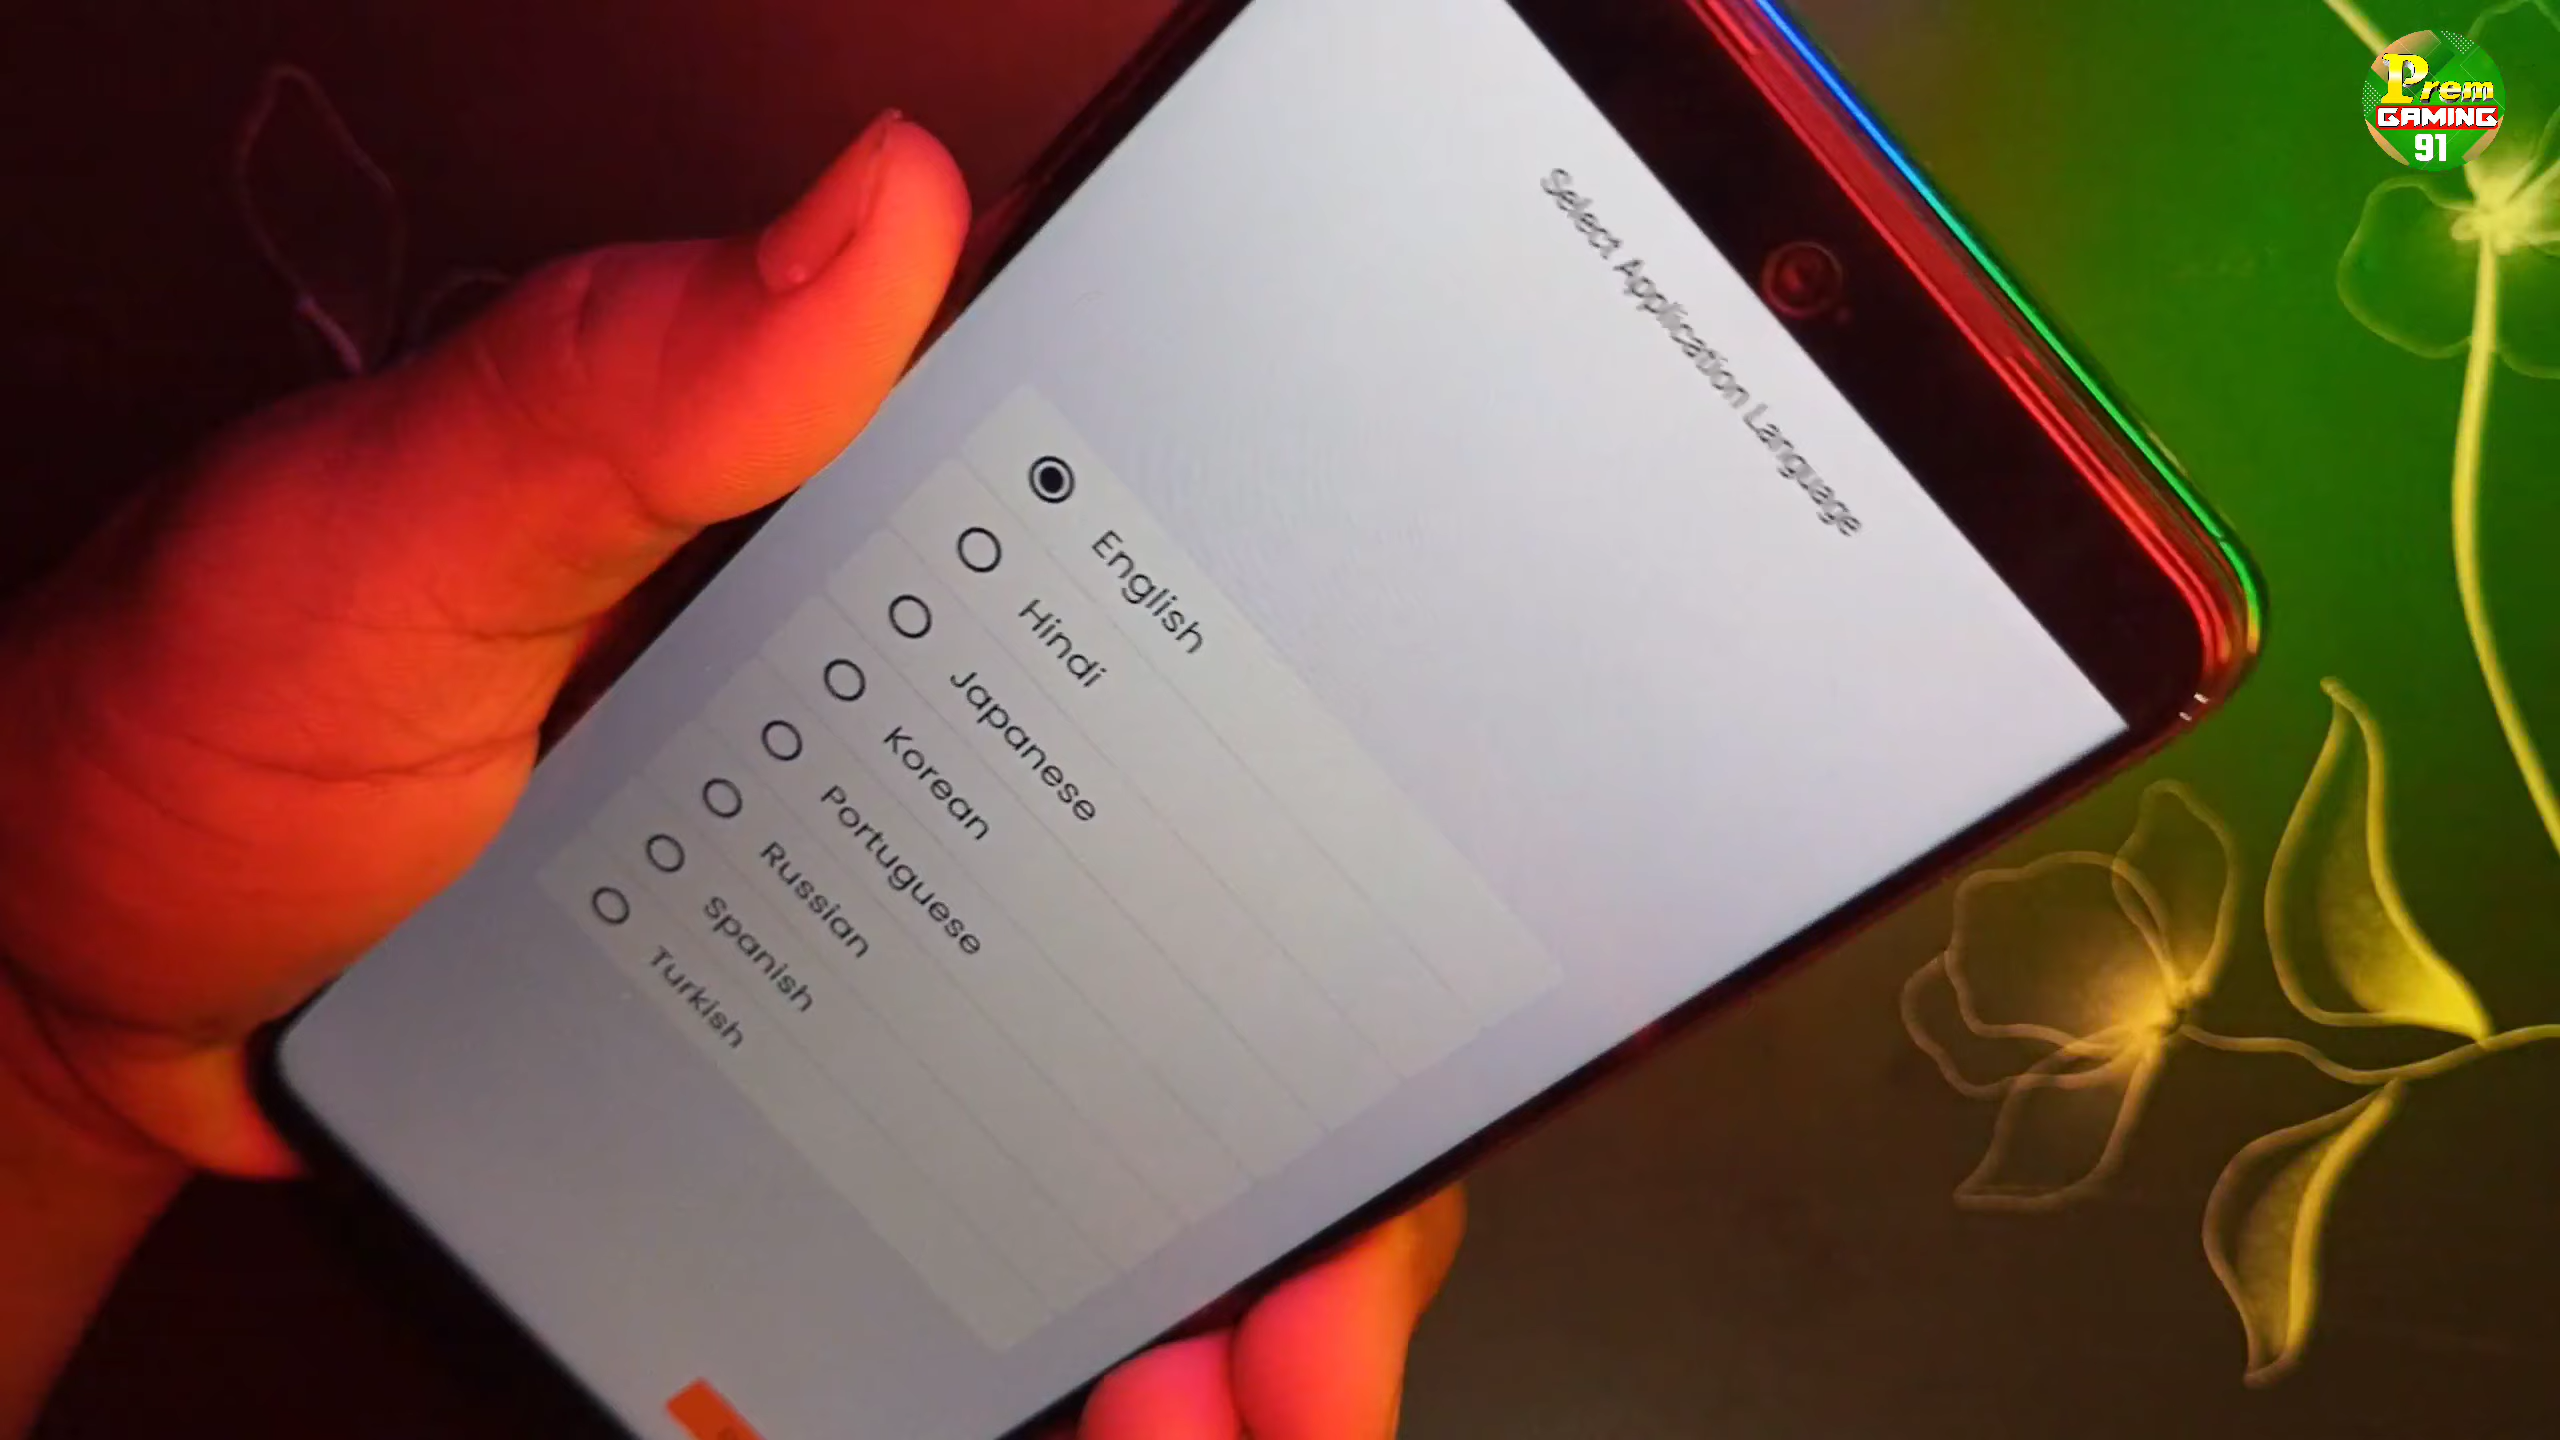 Select Application Language
English
Hindi
Japanese
Korean
Portuguese
Russian
Spanish
Turkish
Prem
GAMING
91